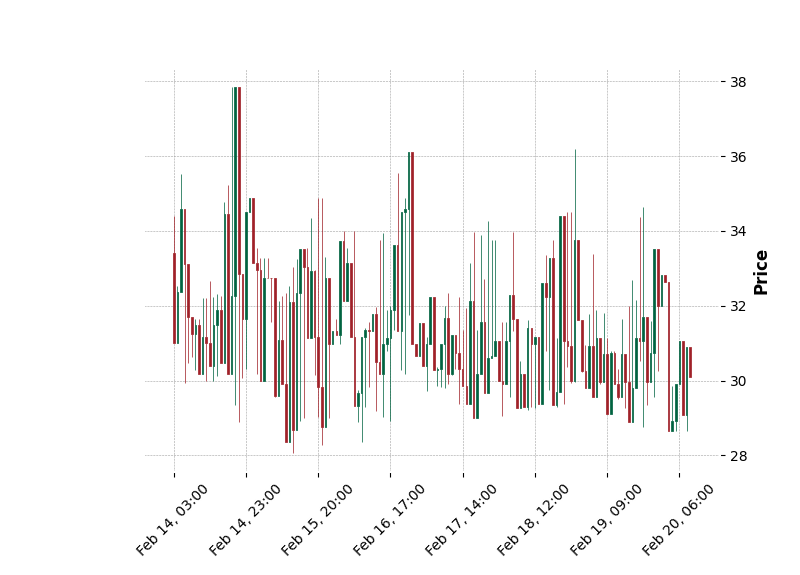 38
36
34
32
30
28
Price
Feb 14, 03:00
Feb 14, 23:00
Feb 15, 20:00
Feb 16, 17:00
Feb 17, 14:00
Feb 18, 12:00
Feb 19, 09:00
Feb 20, 06:00